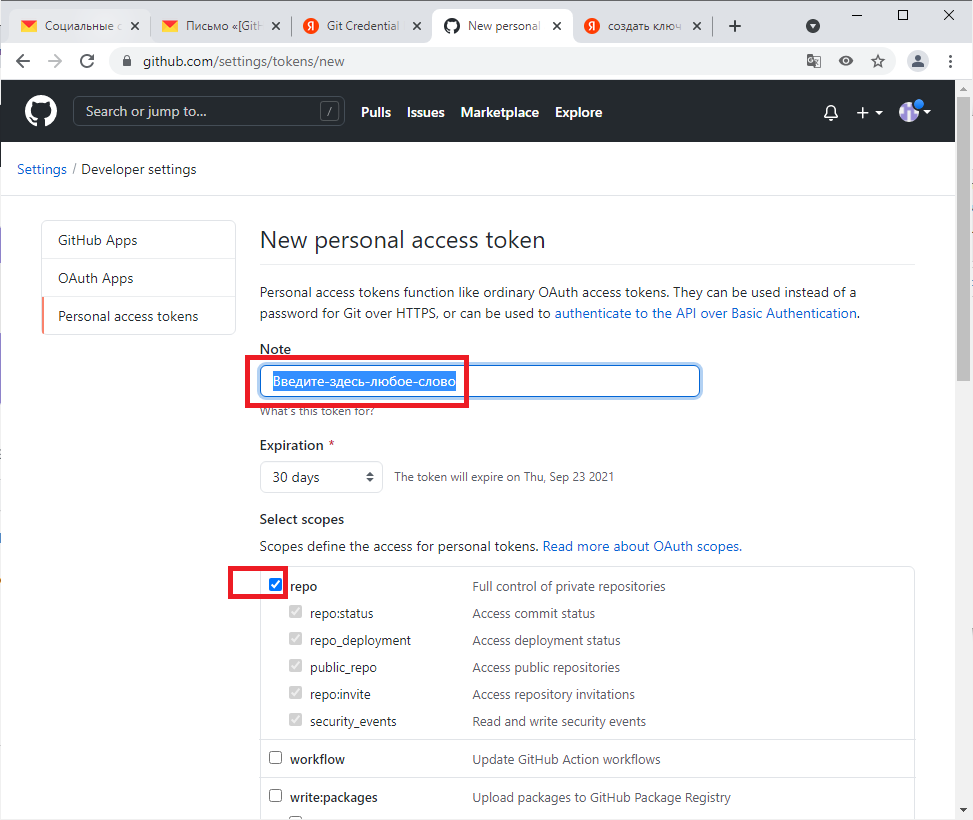 Социальные с
Письмо «[GitH
Git Credential
New personal
создать ключ
github.com/settings/tokens/new
Search or jump to...
/
Pulls
Issues
Marketplace
Explore
Settings / Developer settings
GitHub Apps
OAuth Apps
Personal access tokens
New personal access token
Personal access tokens function like ordinary OAuth access tokens. They can be used instead of a
password for Git over HTTPS, or can be used to authenticate to the API over Basic Authentication.
Note
Введите-здесь-любое-слово
What's this token for?
Expiration *
30 days
The token will expire on Thu, Sep 23 2021
Select scopes
Scopes define the access for personal tokens. Read more about OAuth scopes.
repo Full control of private repositories
repo:status Access commit status
repo_deployment Access deployment status
public_repo Access public repositories
repo:invite Access repository invitations
security_events Read and write security events
workflow Update GitHub Action workflows
write:packages Upload packages to GitHub Package Registry